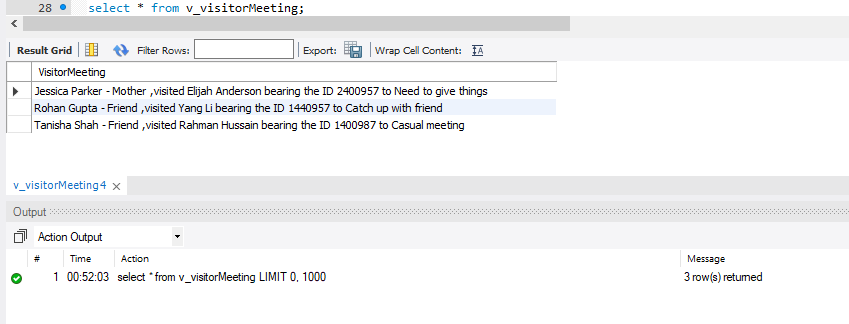 28 select * from v_visitorMeeting;
Result Grid Filter Rows: Export: Wrap Cell Content: IA
VisitorMeeting
Jessica Parker - Mother ,visited Elijah Anderson bearing the ID 2400957 to Need to give things
Rohan Gupta - Friend ,visited Yang Li bearing the ID 1440957 to Catch up with friend
Tanisha Shah - Friend ,visited Rahman Hussain bearing the ID 1400987 to Casual meeting
v_visitorMeeting4
Output
Action Output
# Time Action Message
1 00:52:03 select * from v_visitorMeeting LIMIT 0, 1000 3 row(s) returned